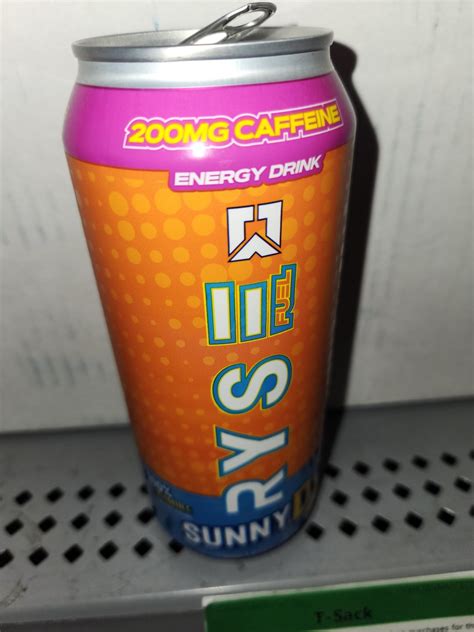 200MG CAFFEINE
ENERGY DRINK
RYSE
FUEL
SUNNY
T-Sack